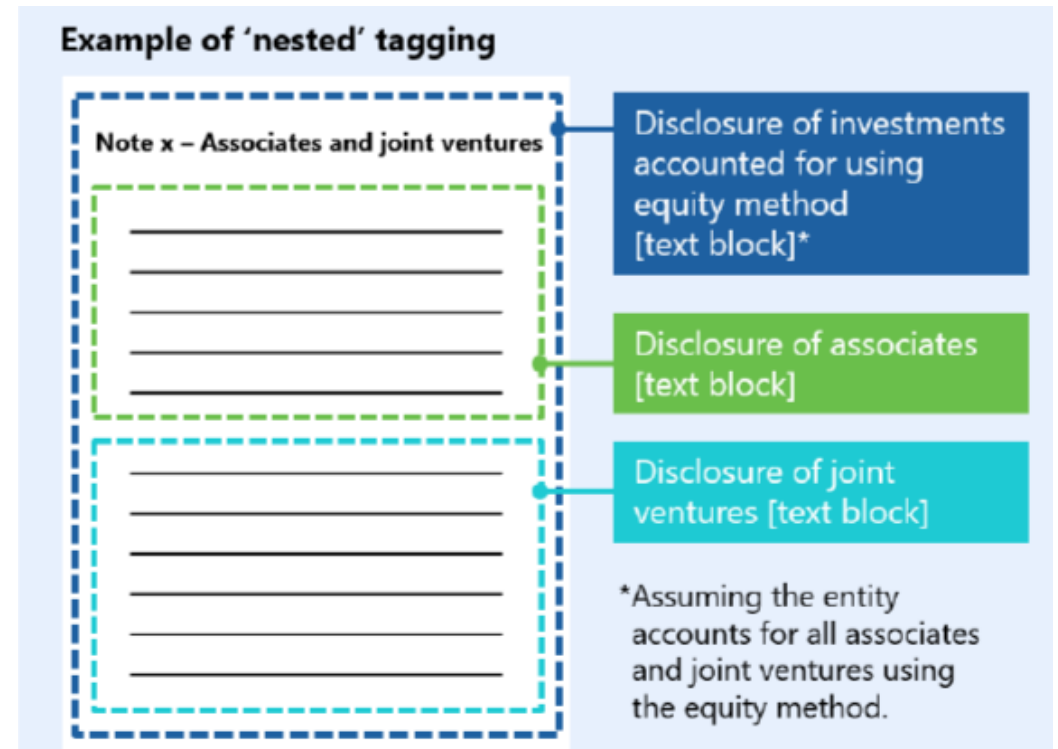 Example of ‘nested’ tagging
Note x – Associates and joint ventures
Disclosure of investments
accounted for using
equity method
[text block]*
Disclosure of associates
[text block]
Disclosure of joint
ventures [text block]
*Assuming the entity
accounts for all associates
and joint ventures using
the equity method.